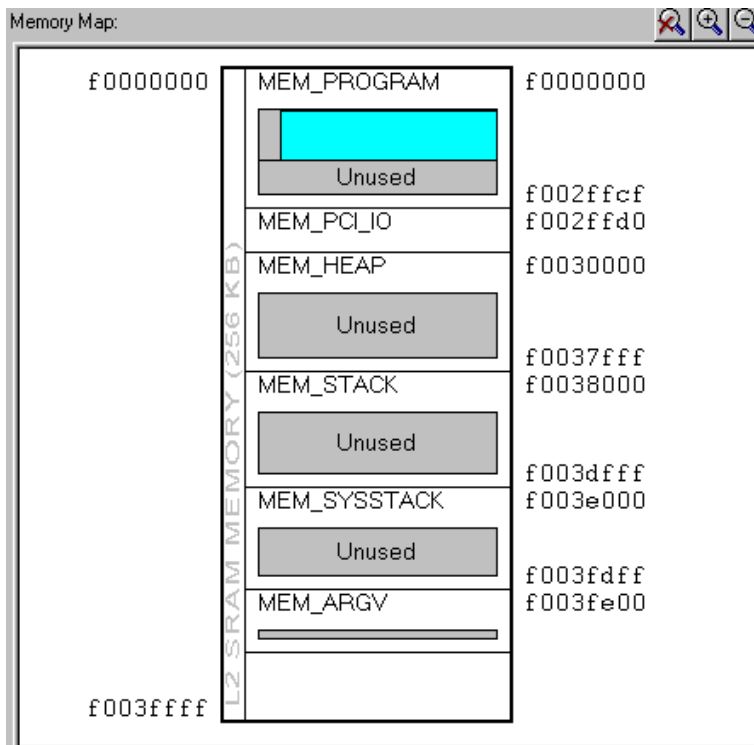 Memory Map:
f0000000 MEM_PROGRAM f0000000
Unused
f002ffcf
MEM_PCI_IO f002ffd0
MEM_HEAP f0030000
Unused
f0037fff
MEM_STACK f0038000
Unused
f003dfff
MEM_SYSSTACK f003e000
Unused
f003fdff
MEM_ARGV f003fe00
f003ffff
L2 SRAM MEMORY (256 KB)